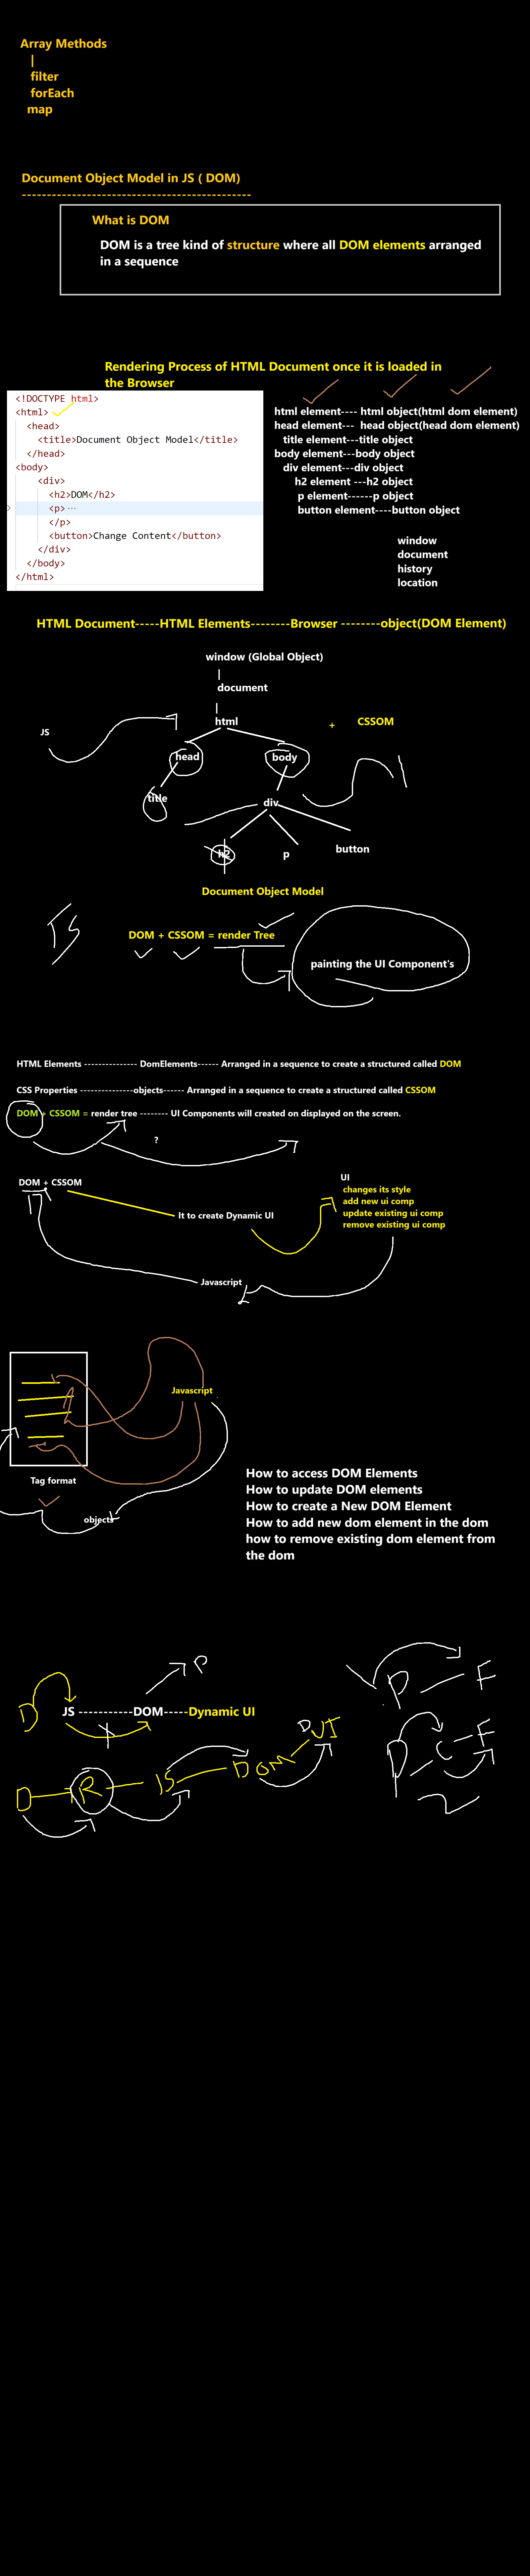 Array Methods
|
filter
forEach
map
Document Object Model in JS ( DOM)
----------------------------------------------
What is DOM
DOM is a tree kind of structure where all DOM elements arranged
in a sequence
Rendering Process of HTML Document once it is loaded in
the Browser
<!DOCTYPE html>
<html>
<head>
<title>Document Object Model</title>
</head>
<body>
<div>
<h2>DOM</h2>
<p>...
</p>
<button>Change Content</button>
</div>
</body>
</html>
html element---- html object(html dom element)
head element--- head object(head dom element)
title element---title object
body element---body object
div element---div object
h2 element ---h2 object
p element------p object
button element----button object
window
document
history
location
HTML Document-----HTML Elements--------Browser --------object(DOM Element)
window (Global Object)
|
document
|
html
+ CSSOM
JS
head body
title
div
h2 p button
Document Object Model
JS
DOM + CSSOM = render Tree
painting the UI Component's
HTML Elements -------------- DomElements------ Arranged in a sequence to create a structured called DOM
CSS Properties --------------objects------ Arranged in a sequence to create a structured called CSSOM
DOM + CSSOM = render tree -------- UI Components will created on displayed on the screen.
?
DOM + CSSOM
UI
changes its style
add new ui comp
update existing ui comp
remove existing ui comp
It to create Dynamic UI
Javascript
Javascript
Tag format
objects
How to access DOM Elements
How to update DOM elements
How to create a New DOM Element
How to add new dom element in the dom
how to remove existing dom element from
the dom
P
P F
D JS -----------DOM-----Dynamic UI
D R JS DOM DUI
P C F